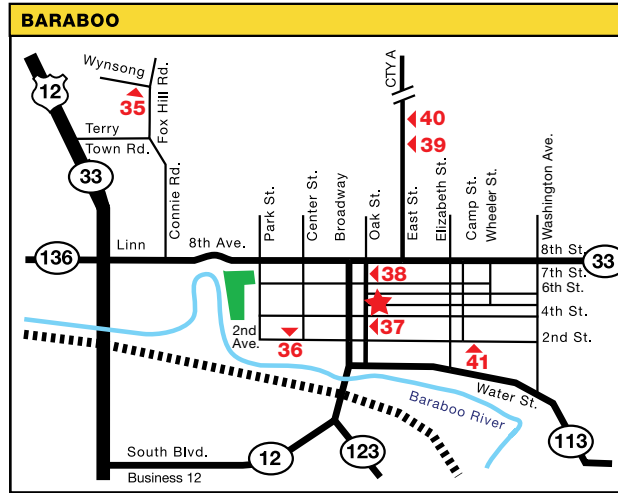 BARABOO
Wynsong
Fox Hill Rd.
CTY A
12
35
40
Terry
Town Rd.
39
33
Connie Rd.
Park St.
Center St.
Broadway
Oak St.
East St.
Elizabeth St.
Camp St.
Wheeler St.
Washington Ave.
136
Linn
8th Ave.
8th St.
33
7th St.
38
6th St.
4th St.
2nd
Ave.
37
2nd St.
36
41
Water St.
Baraboo River
113
South Blvd.
12
123
Business 12